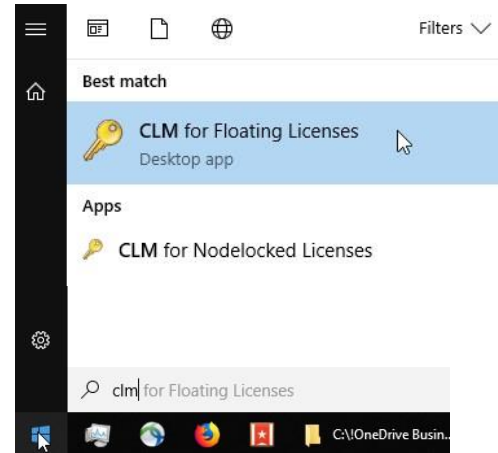 Filters
Best match
CLM for Floating Licenses
Desktop app
Apps
CLM for Nodelocked Licenses
clm for Floating Licenses
C:\!OneDrive Busin...